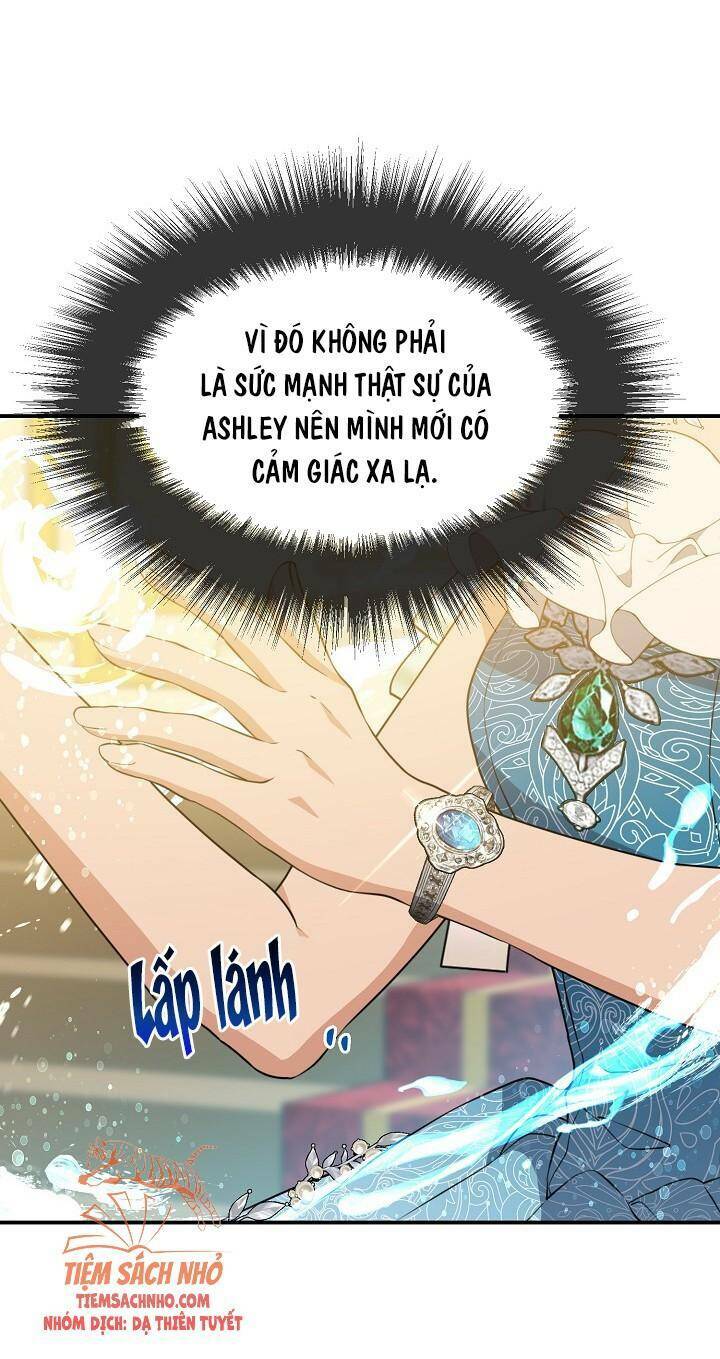 VÌ ĐÓ KHÔNG PHẢI
LÀ SỨC MẠNH THẬT SỰ CỦA
ASHLEY NÊN MÌNH MỚI CÓ
CẢM GIÁC XA LẠ.
Lấp lánh
TIỆM SÁCH NHỎ
TIEMSACHNHO.COM
NHÓM DỊCH: DẠ THIÊN TUYẾT